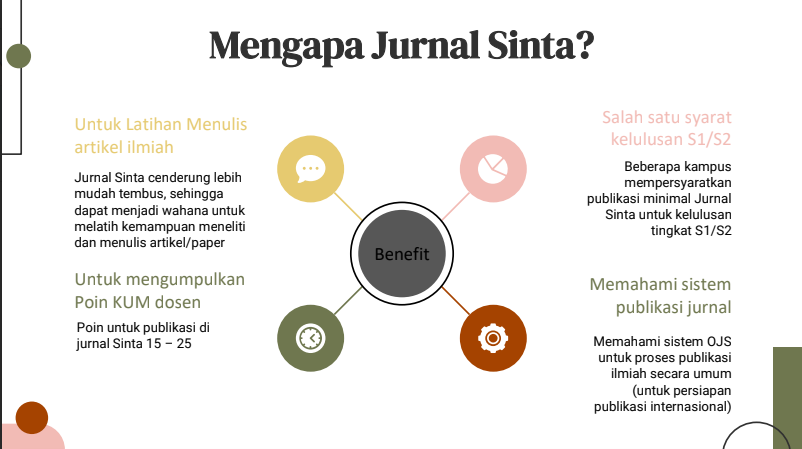 Mengapa Jurnal Sinta?
Untuk Latihan Menulis
artikel ilmiah
Jurnal Sinta cenderung lebih
mudah tembus, sehingga
dapat menjadi wahana untuk
melatih kemampuan meneliti
dan menulis artikel/paper
Untuk mengumpulkan
Poin KUM dosen
Poin untuk publikasi di
jurnal Sinta 15 – 25
Benefit
Salah satu syarat
kelulusan S1/S2
Beberapa kampus
mempersyaratkan
publikasi minimal Jurnal
Sinta untuk kelulusan
tingkat S1/S2
Memahami sistem
publikasi jurnal
Memahami sistem OJS
untuk proses publikasi
ilmiah secara umum
(untuk persiapan
publikasi internasional)